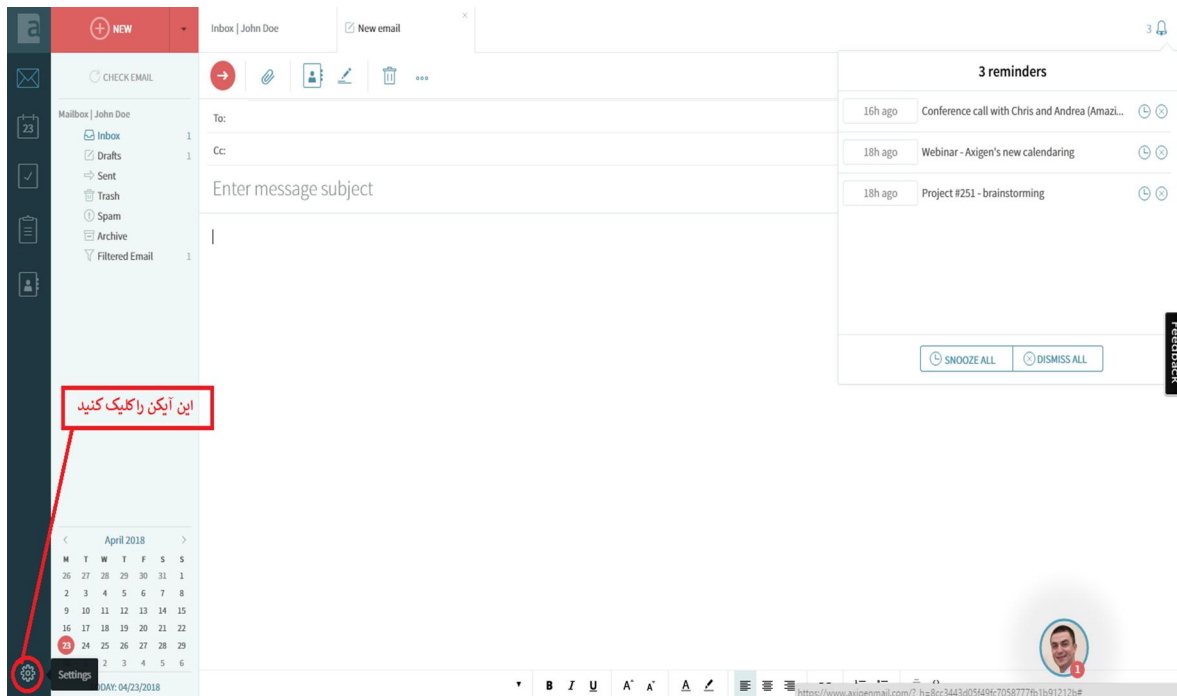 a
NEW
Inbox | John Doe
New email
3
CHECK EMAIL
3 reminders
23
Mailbox | John Doe
Inbox 1
Drafts 1
Sent
Trash
Spam
Archive
Filtered Email 1
To:
Cc:
Enter message subject
16h ago Conference call with Chris and Andrea (Amazi...
18h ago Webinar - Axigen's new calendaring
18h ago Project #251 - brainstorming
SNOOZE ALL
DISMISS ALL
Feedback
این آیکن را کلیک کنید
April 2018
M T W T F S S
26 27 28 29 30 31 1
2 3 4 5 6 7 8
9 10 11 12 13 14 15
16 17 18 19 20 21 22
23 24 25 26 27 28 29
2 3 4 5 6
Settings
DAY: 04/23/2018
1
B I U A A A